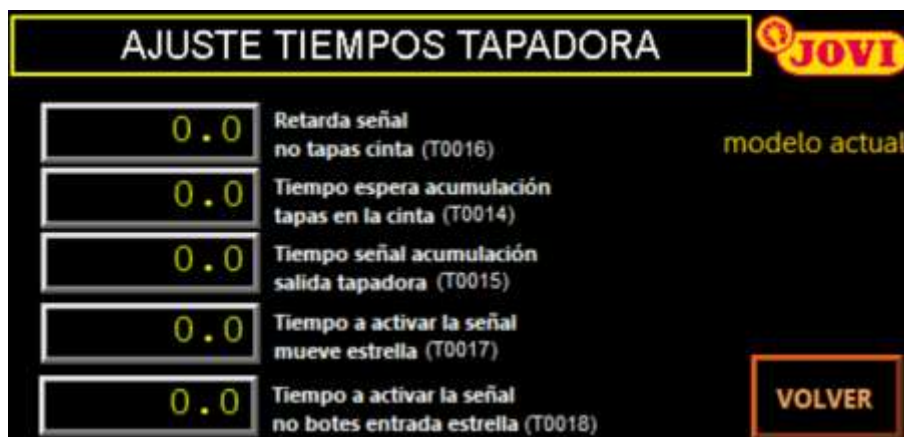 AJUSTE TIEMPOS TAPADORA
JOVI
0.0
Retarda señal
no tapas cinta (T0016)
modelo actual
0.0
Tiempo espera acumulación
tapas en la cinta (T0014)
0.0
Tiempo señal acumulación
salida tapadora (T0015)
0.0
Tiempo a activar la señal
mueve estrella (T0017)
0.0
Tiempo a activar la señal
no botes entrada estrella (T0018)
VOLVER